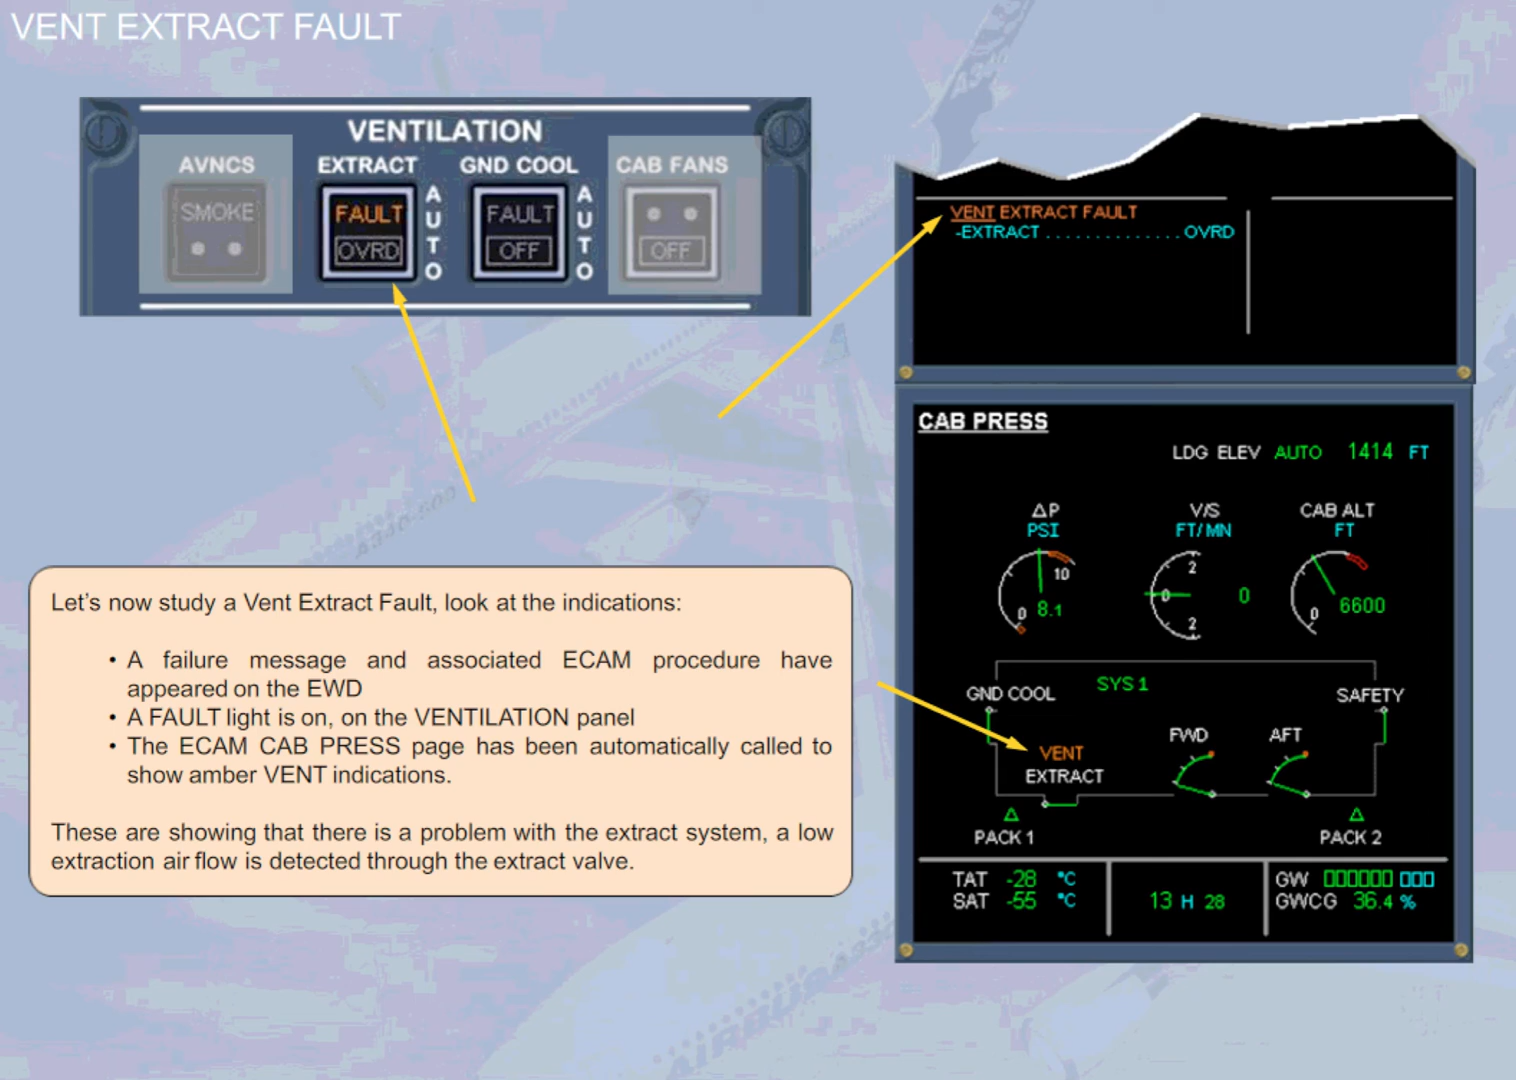 VENT EXTRACT FAULT
VENTILATION
AVNCS
EXTRACT
GND COOL
CAB FANS
SMOKE
FAULT
OVRD
AUTO
FAULT
OFF
AUTO
OFF
VENT EXTRACT FAULT
-EXTRACT . . . . . . . . . . . . . . OVRD
CAB PRESS
LDG ELEV AUTO 1414 FT
ΔP
PSI
V/S
FT/MN
CAB ALT
FT
10
0
8.1
2
0
2
0
0
6600
GND COOL
SYS 1
SAFETY
VENT
EXTRACT
FWD
AFT
PACK 1
PACK 2
TAT -28 °C
SAT -55 °C
13 H 28
GW
GWCG 36.4 %
Let's now study a Vent Extract Fault, look at the indications:
• A failure message and associated ECAM procedure have
appeared on the EWD
• A FAULT light is on, on the VENTILATION panel
• The ECAM CAB PRESS page has been automatically called to
show amber VENT indications.
These are showing that there is a problem with the extract system, a low
extraction air flow is detected through the extract valve.